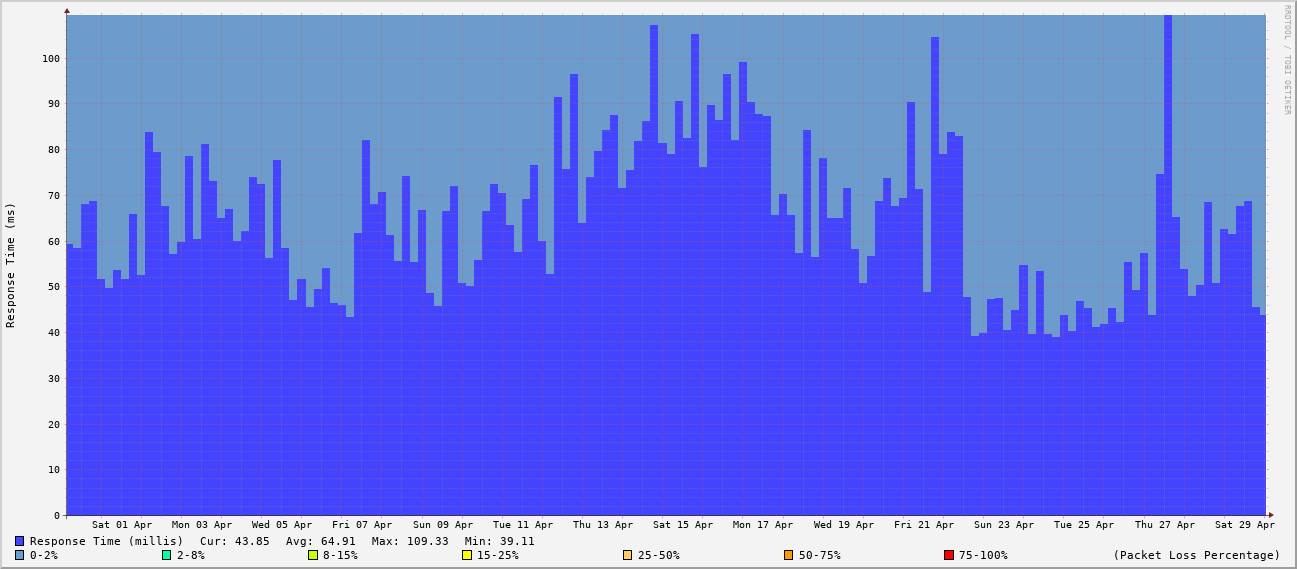 RRDTOOL / TOBI OETIKER
Response Time (ms)
100
90
80
70
60
50
40
30
20
10
0
Sat 01 Apr Mon 03 Apr Wed 05 Apr Fri 07 Apr Sun 09 Apr Tue 11 Apr Thu 13 Apr Sat 15 Apr Mon 17 Apr Wed 19 Apr Fri 21 Apr Sun 23 Apr Tue 25 Apr Thu 27 Apr Sat 29 Apr
Response Time (millis) Cur: 43.85 Avg: 64.91 Max: 109.33 Min: 39.11
0-2% 2-8% 8-15% 15-25% 25-50% 50-75% 75-100% (Packet Loss Percentage)